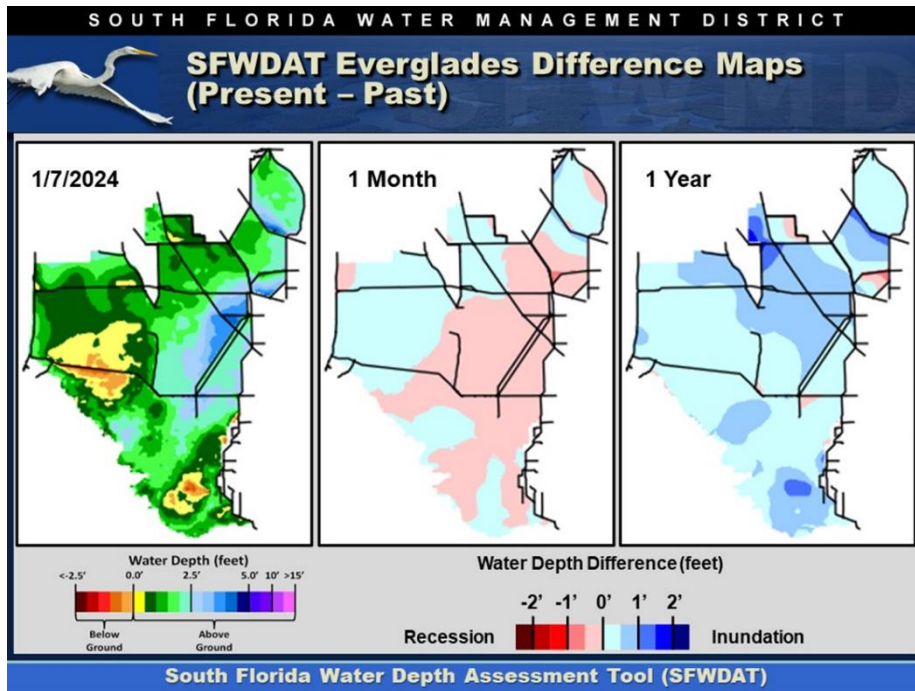 SOUTH FLORIDA WATER MANAGEMENT DISTRICT
SFWDAT Everglades Difference Maps
(Present – Past)
SFWMD
1/7/2024
1 Month
1 Year
Water Depth (feet)
<-2.5' 0.0' 2.5' 5.0' 10' >15'
Below
Ground
Above
Ground
Water Depth Difference (feet)
-2' -1' 0' 1' 2'
Recession
Inundation
South Florida Water Depth Assessment Tool (SFWDAT)